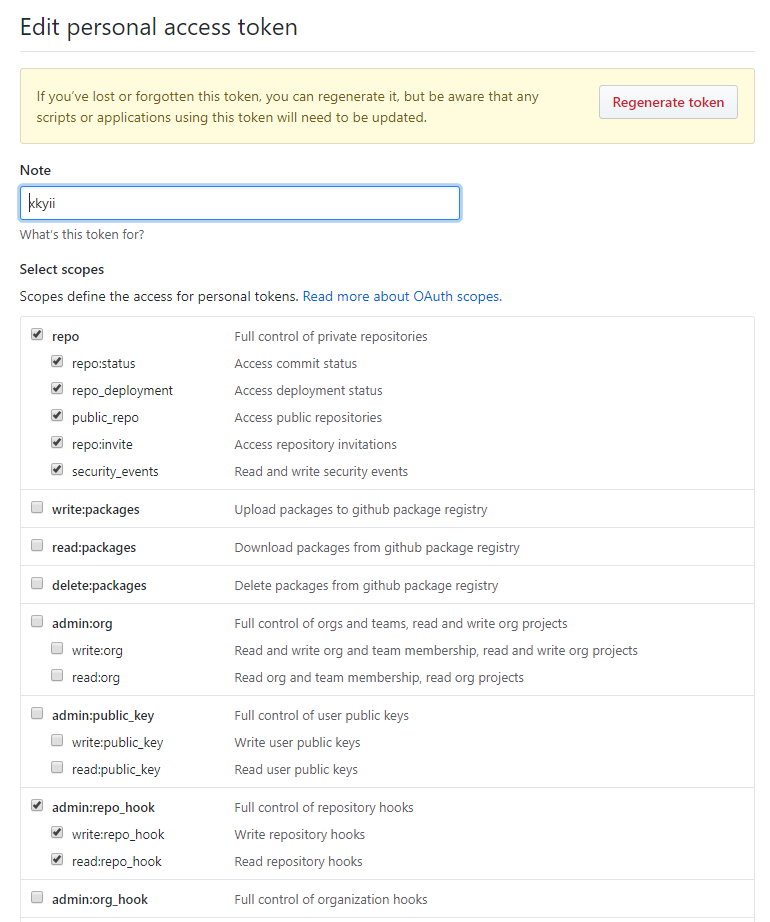 Edit personal access token
If you've lost or forgotten this token, you can regenerate it, but be aware that any
scripts or applications using this token will need to be updated.
Regenerate token
Note
xkyii
What's this token for?
Select scopes
Scopes define the access for personal tokens. Read more about OAuth scopes.
repo Full control of private repositories
repo:status Access commit status
repo_deployment Access deployment status
public_repo Access public repositories
repo:invite Access repository invitations
security_events Read and write security events
write:packages Upload packages to github package registry
read:packages Download packages from github package registry
delete:packages Delete packages from github package registry
admin:org Full control of orgs and teams, read and write org projects
write:org Read and write org and team membership, read and write org projects
read:org Read org and team membership, read org projects
admin:public_key Full control of user public keys
write:public_key Write user public keys
read:public_key Read user public keys
admin:repo_hook Full control of repository hooks
write:repo_hook Write repository hooks
read:repo_hook Read repository hooks
admin:org_hook Full control of organization hooks